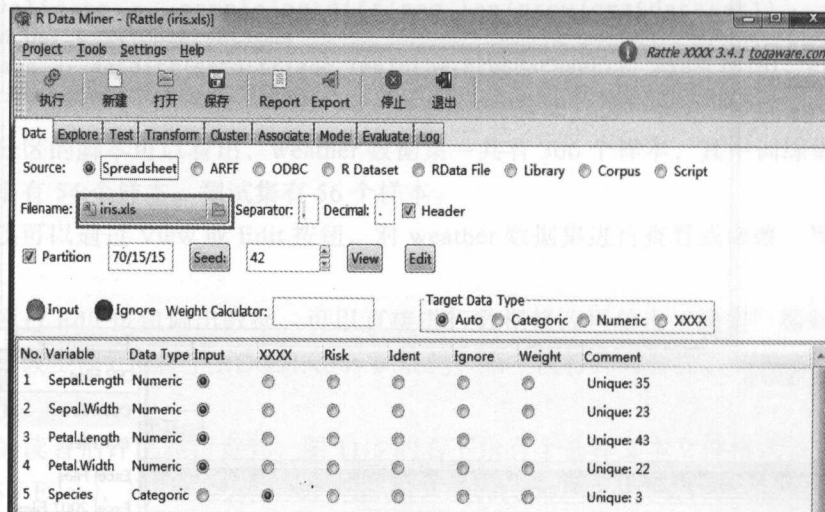 R Data Miner - [Rattle (iris.xls)]
Project Tools Settings Help
Rattle XXXX 3.4.1 togaware.com
执行 新建 打开 保存 Report Export 停止 退出
Data Explore Test Transform Cluster Associate Mode Evaluate Log
Source: Spreadsheet ARFF ODBC R Dataset RData File Library Corpus Script
Filename: iris.xls Separator: , Decimal: . Header
Partition 70/15/15 Seed: 42 View Edit
Input Ignore Weight Calculator:
Target Data Type
Auto Categoric Numeric XXXX
No. Variable Data Type Input XXXX Risk Ident Ignore Weight Comment
1 Sepal.Length Numeric Unique: 35
2 Sepal.Width Numeric Unique: 23
3 Petal.Length Numeric Unique: 43
4 Petal.Width Numeric Unique: 22
5 Species Categoric Unique: 3